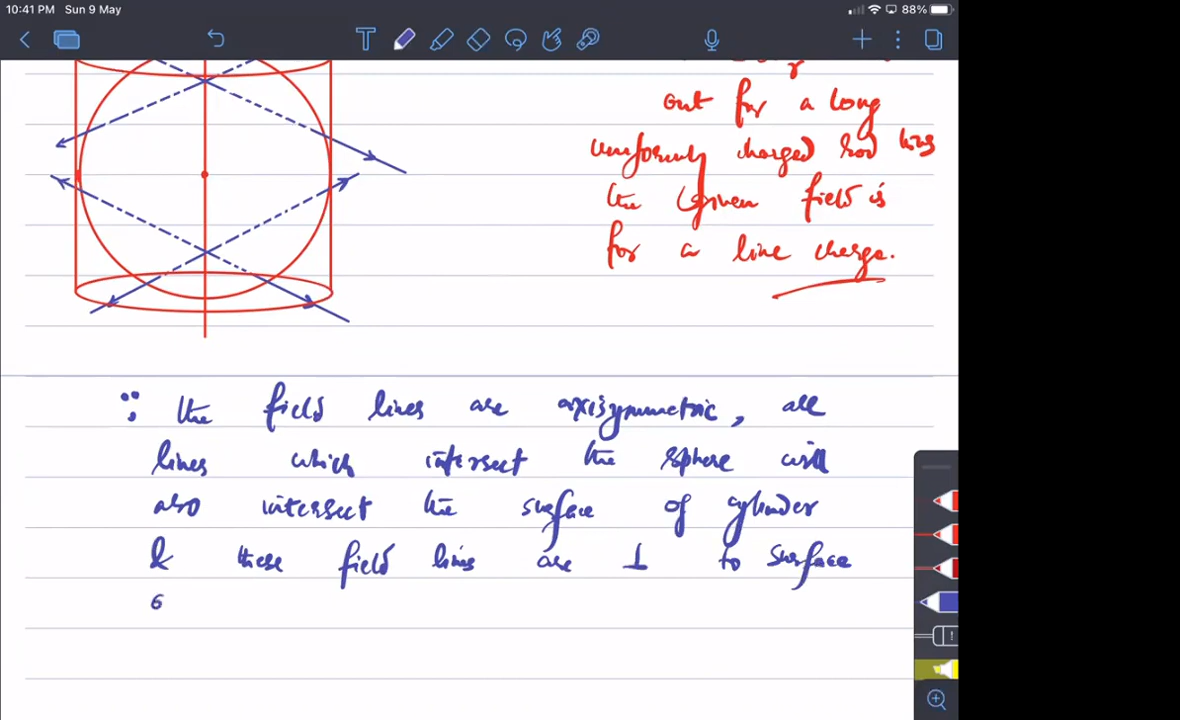 10:41 PM Sun 9 May
88%
out for a long
uniformly charged rod
the given field is
for a line charge.
∵ the field lines are axisymmetric, all
lines which intersect the sphere will
also intersect the surface of cylinder
& these field lines are ⊥ to surface